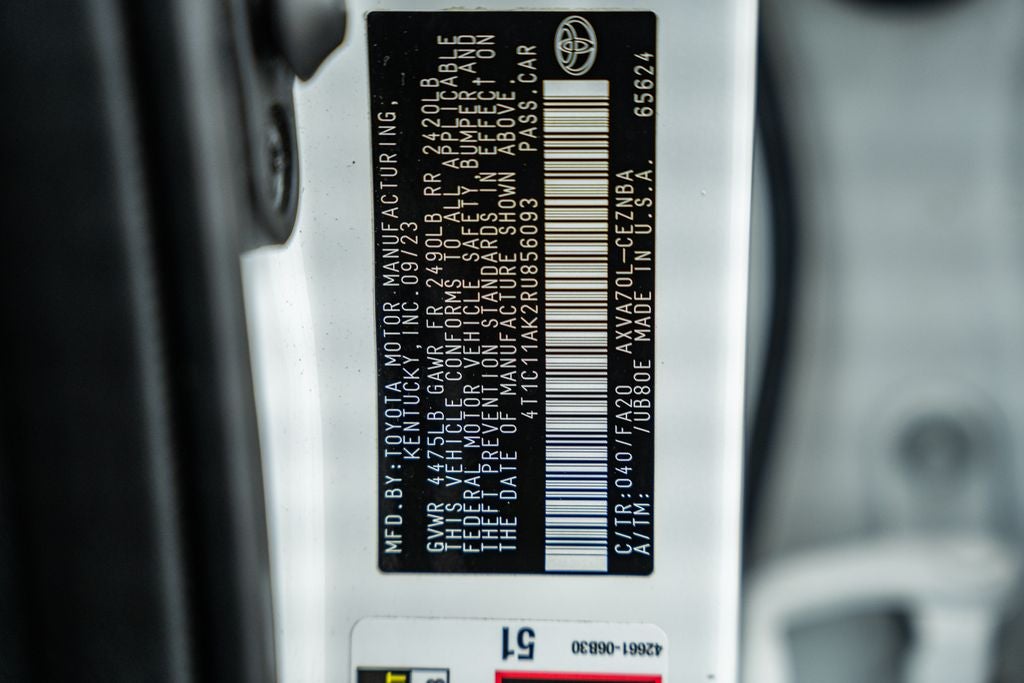 MFD.BY:TOYOTA MOTOR MANUFACTURING,
KENTUCKY, INC. 09/23
GVWR 4475LB GAWR FR 2490LB RR 2420LB
THIS VEHICLE CONFORMS TO ALL APPLICABLE
FEDERAL MOTOR VEHICLE SAFETY, BUMPER, AND
THEFT PREVENTION STANDARDS IN EFFECT ON
THE DATE OF MANUFACTURE SHOWN ABOVE.
4T1C11AK2RU856093 PASS.CAR
C/TR:040/FA20 AXVA70L-CEZNBA
A/TM: /UB80E MADE IN U.S.A. 65624
51
42661-06B30